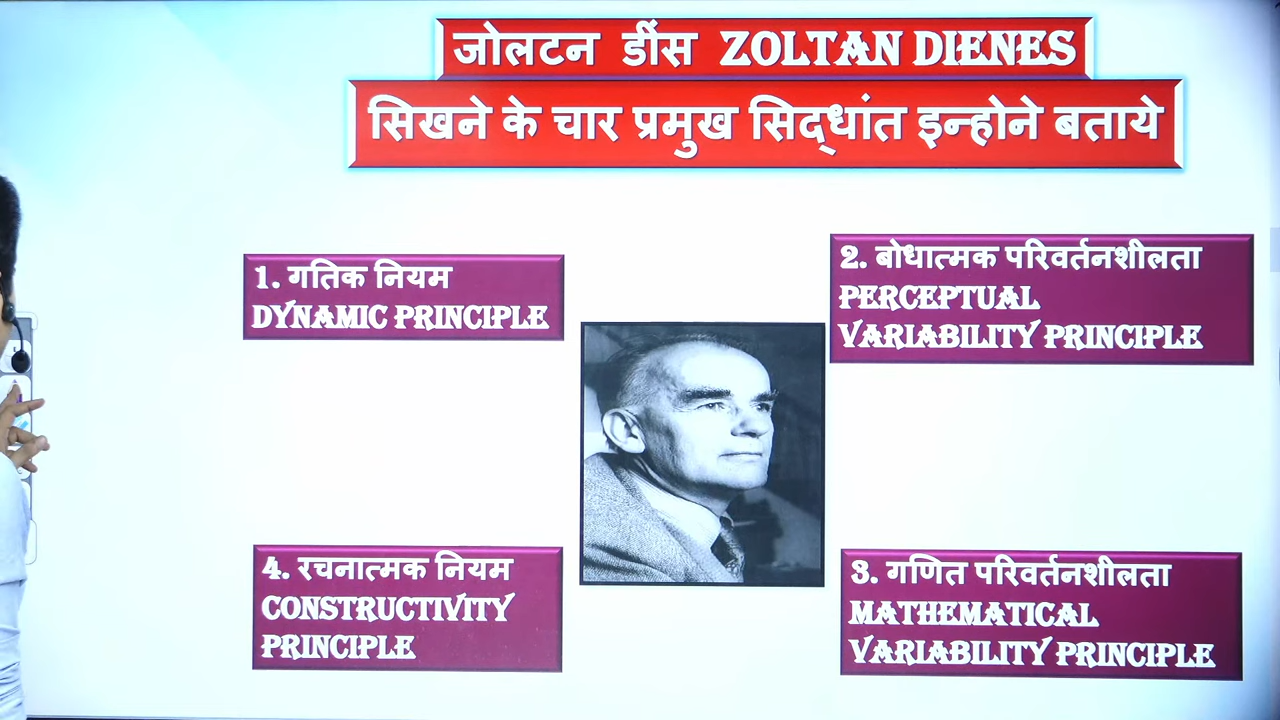 जोलटन डींस ZOLTAN DIENES
सिखने के चार प्रमुख सिद्‌धांत इन्होने बताये
1. गतिक नियम
DYNAMIC PRINCIPLE
2. बोधात्मक परिवर्तनशीलता
PERCEPTUAL
VARIABILITY PRINCIPLE
3. गणित परिवर्तनशीलता
MATHEMATICAL
VARIABILITY PRINCIPLE
4. रचनात्मक नियम
CONSTRUCTIVITY
PRINCIPLE